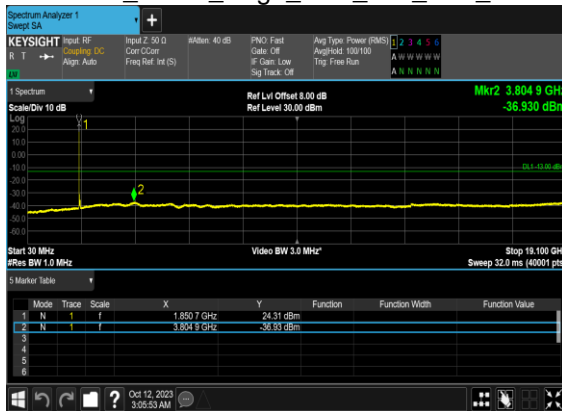 Spectrum Analyzer 1
Swept SA
+
KEYSIGHT Input: RF Input Z: 50 Ω #Atten: 40 dB PNO: Fast Avg Type: Power (RMS) 1 2 3 4 5 6
R T Coupling: DC Corr CCorr Gate: Off Avg|Hold: 100/100 A W W W W W
Align: Auto Freq Ref: Int (S) IF Gain: Low Trig: Free Run
Sig Track: Off A N N N N N
1 Spectrum Ref Lvl Offset 8.00 dB Mkr2 3.804 9 GHz
Scale/Div 10 dB Ref Level 30.00 dBm -36.930 dBm
Log
20.0
10.0
0.00
-10.0
DL1 -13.00 dBm
-20.0
-30.0
-40.0
-50.0
-60.0
1
2
Start 30 MHz Video BW 3.0 MHz* Stop 19.100 GHz
#Res BW 1.0 MHz Sweep 32.0 ms (40001 pts)
5 Marker Table
Mode Trace Scale X Y Function Function Width Function Value
1 N 1 f 1.850 7 GHz 24.31 dBm
2 N 1 f 3.804 9 GHz -36.93 dBm
3
4
5
6
? Oct 12, 2023
3:05:53 AM